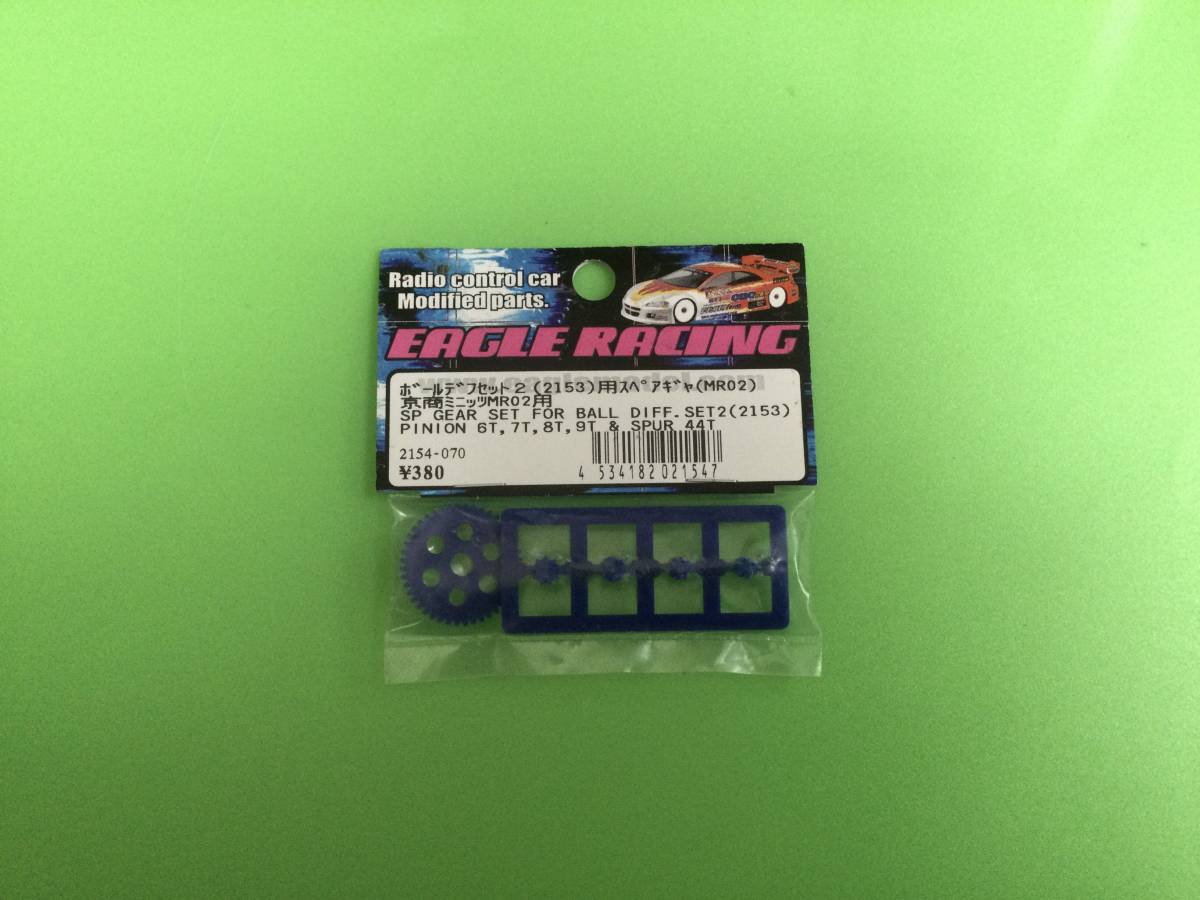 Radio control car
Modified parts.
EAGLE RACING
ﾎﾞｰﾙﾃﾞﾌｾｯﾄ２(2153)用ｽﾍﾟｱｷﾞﾔ(MR02)
京商ﾐﾆｯﾂMR02用
SP GEAR SET FOR BALL DIFF.SET2(2153)
PINION 6T,7T,8T,9T & SPUR 44T
2154-070
¥380
4 534182 021547